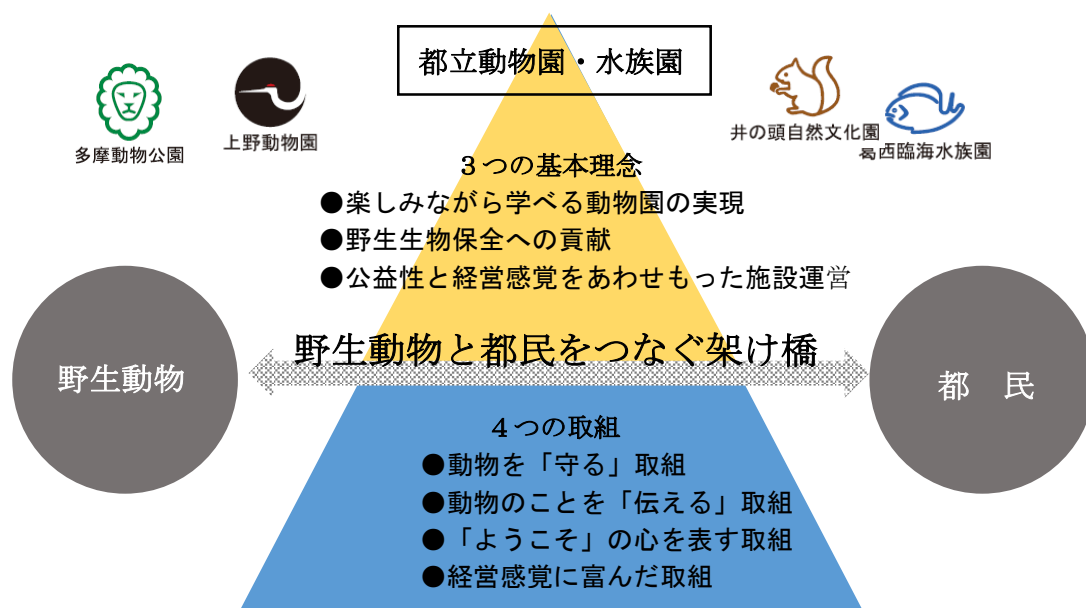 都立動物園・水族園
多摩動物公園
上野動物園
井の頭自然文化園
葛西臨海水族園
３つの基本理念
●楽しみながら学べる動物園の実現
●野生生物保全への貢献
●公益性と経営感覚をあわせもった施設運営
野生動物と都民をつなぐ架け橋
野生動物
都　民
４つの取組
●動物を「守る」取組
●動物のことを「伝える」取組
●「ようこそ」の心を表す取組
●経営感覚に富んだ取組